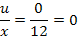 u/x = 0/12 = 0